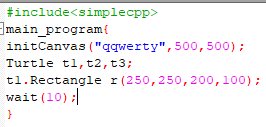 #include<simplecpp>
main_program{
initCanvas("qqwerty",500,500);
Turtle t1,t2,t3;
t1.Rectangle r(250,250,200,100);
wait(10);
}